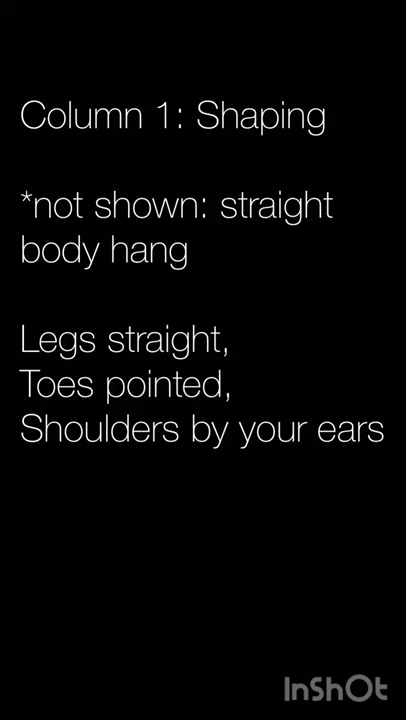 Column 1: Shaping
*not shown: straight
body hang
Legs straight,
Toes pointed,
Shoulders by your ears
InShOt